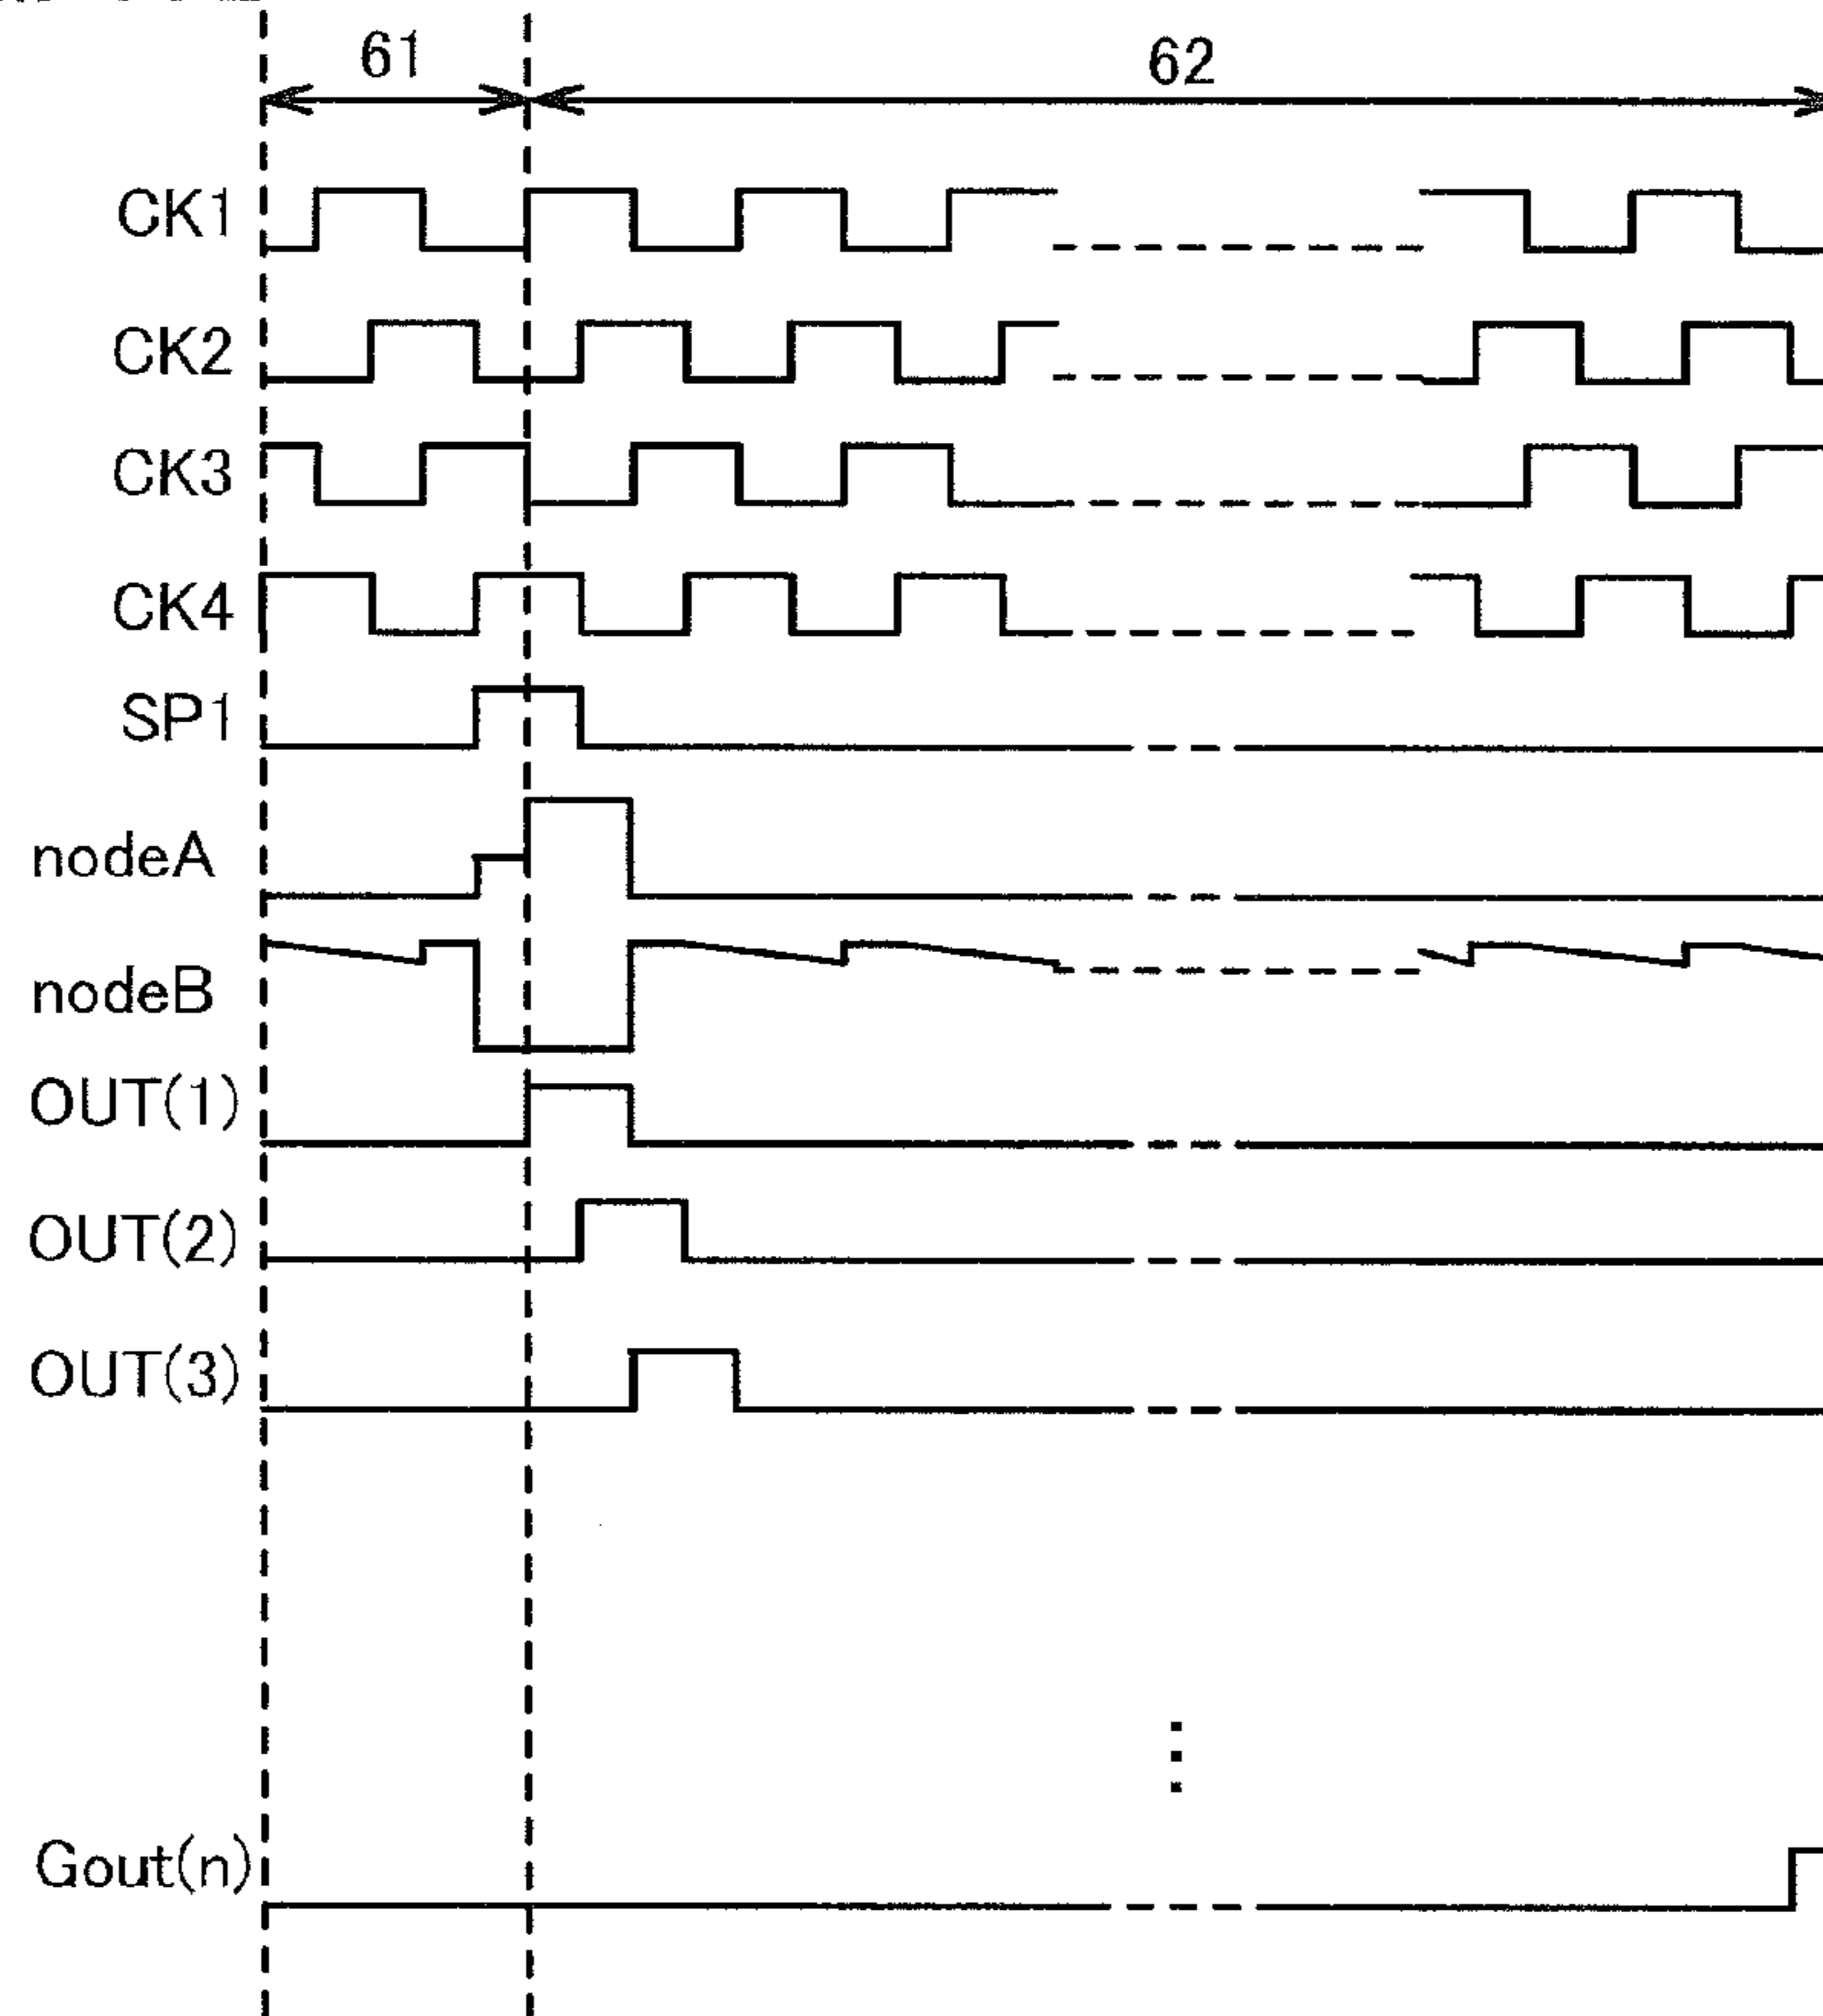 61
62
CK1
CK2
CK3
CK4
SP1
nodeA
nodeB
OUT(1)
OUT(2)
OUT(3)
Gout(n)